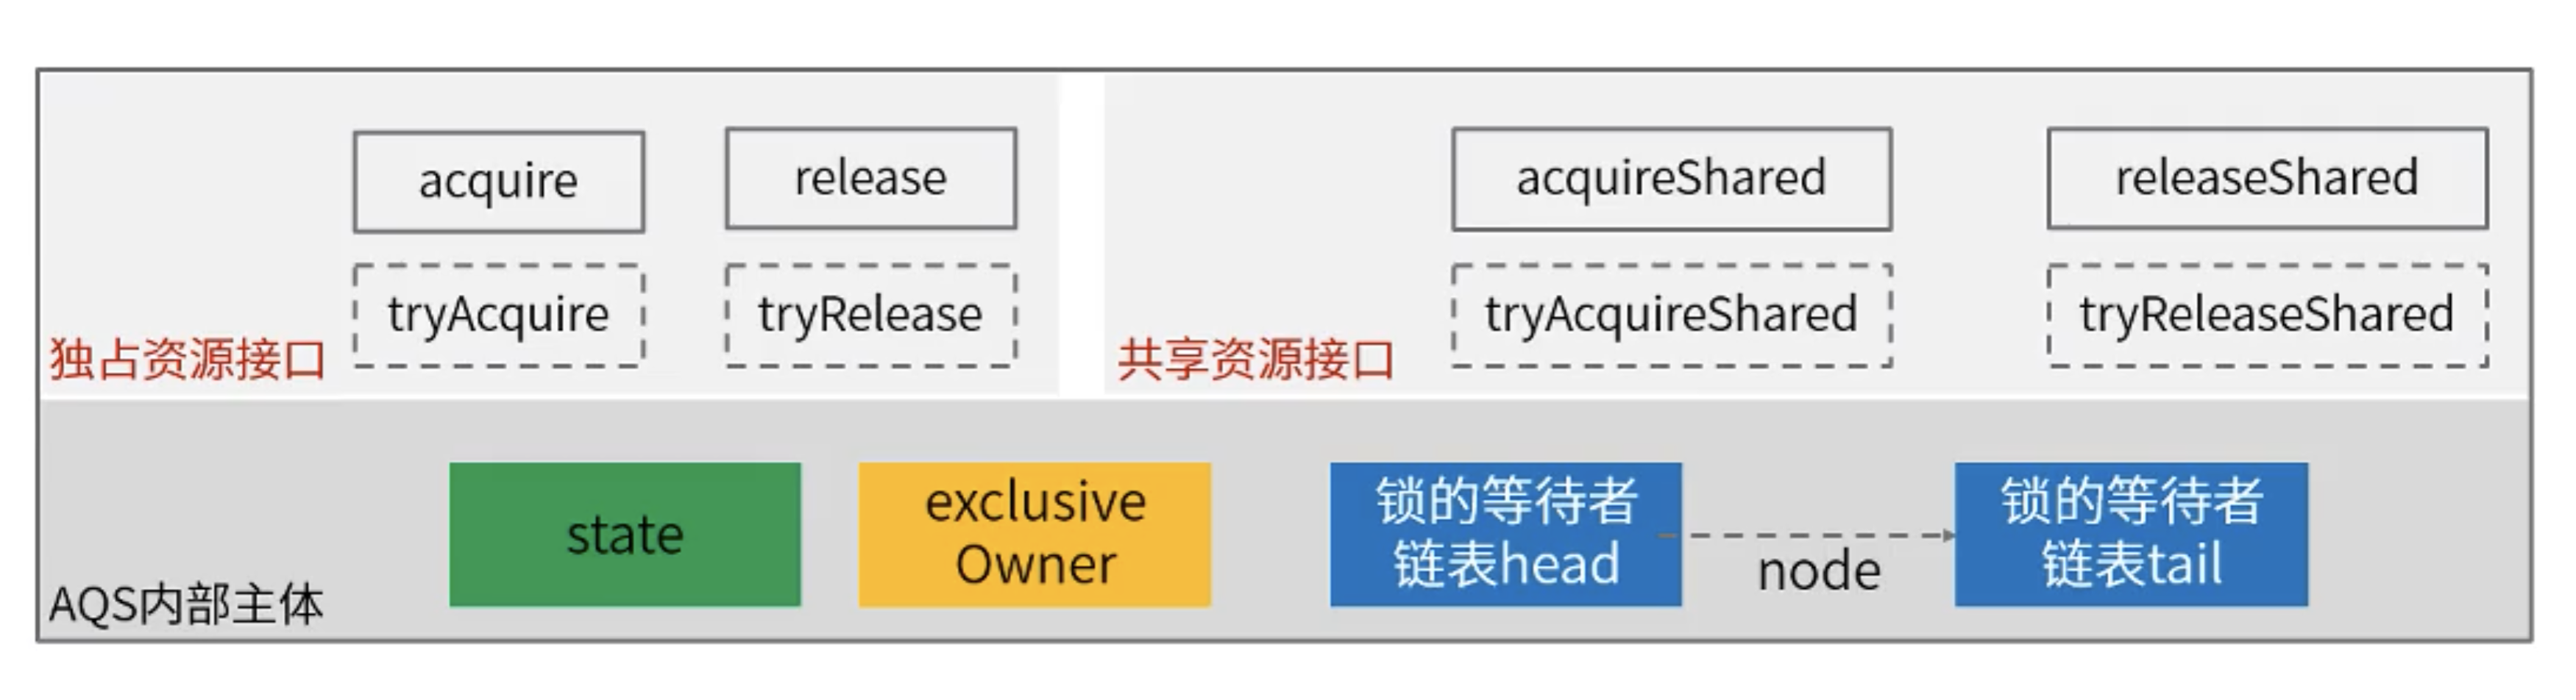 acquire
release
tryAcquire
tryRelease
独占资源接口
acquireShared
releaseShared
tryAcquireShared
tryReleaseShared
共享资源接口
state
exclusive
Owner
锁的等待者
链表head
node
锁的等待者
链表tail
AQS内部主体